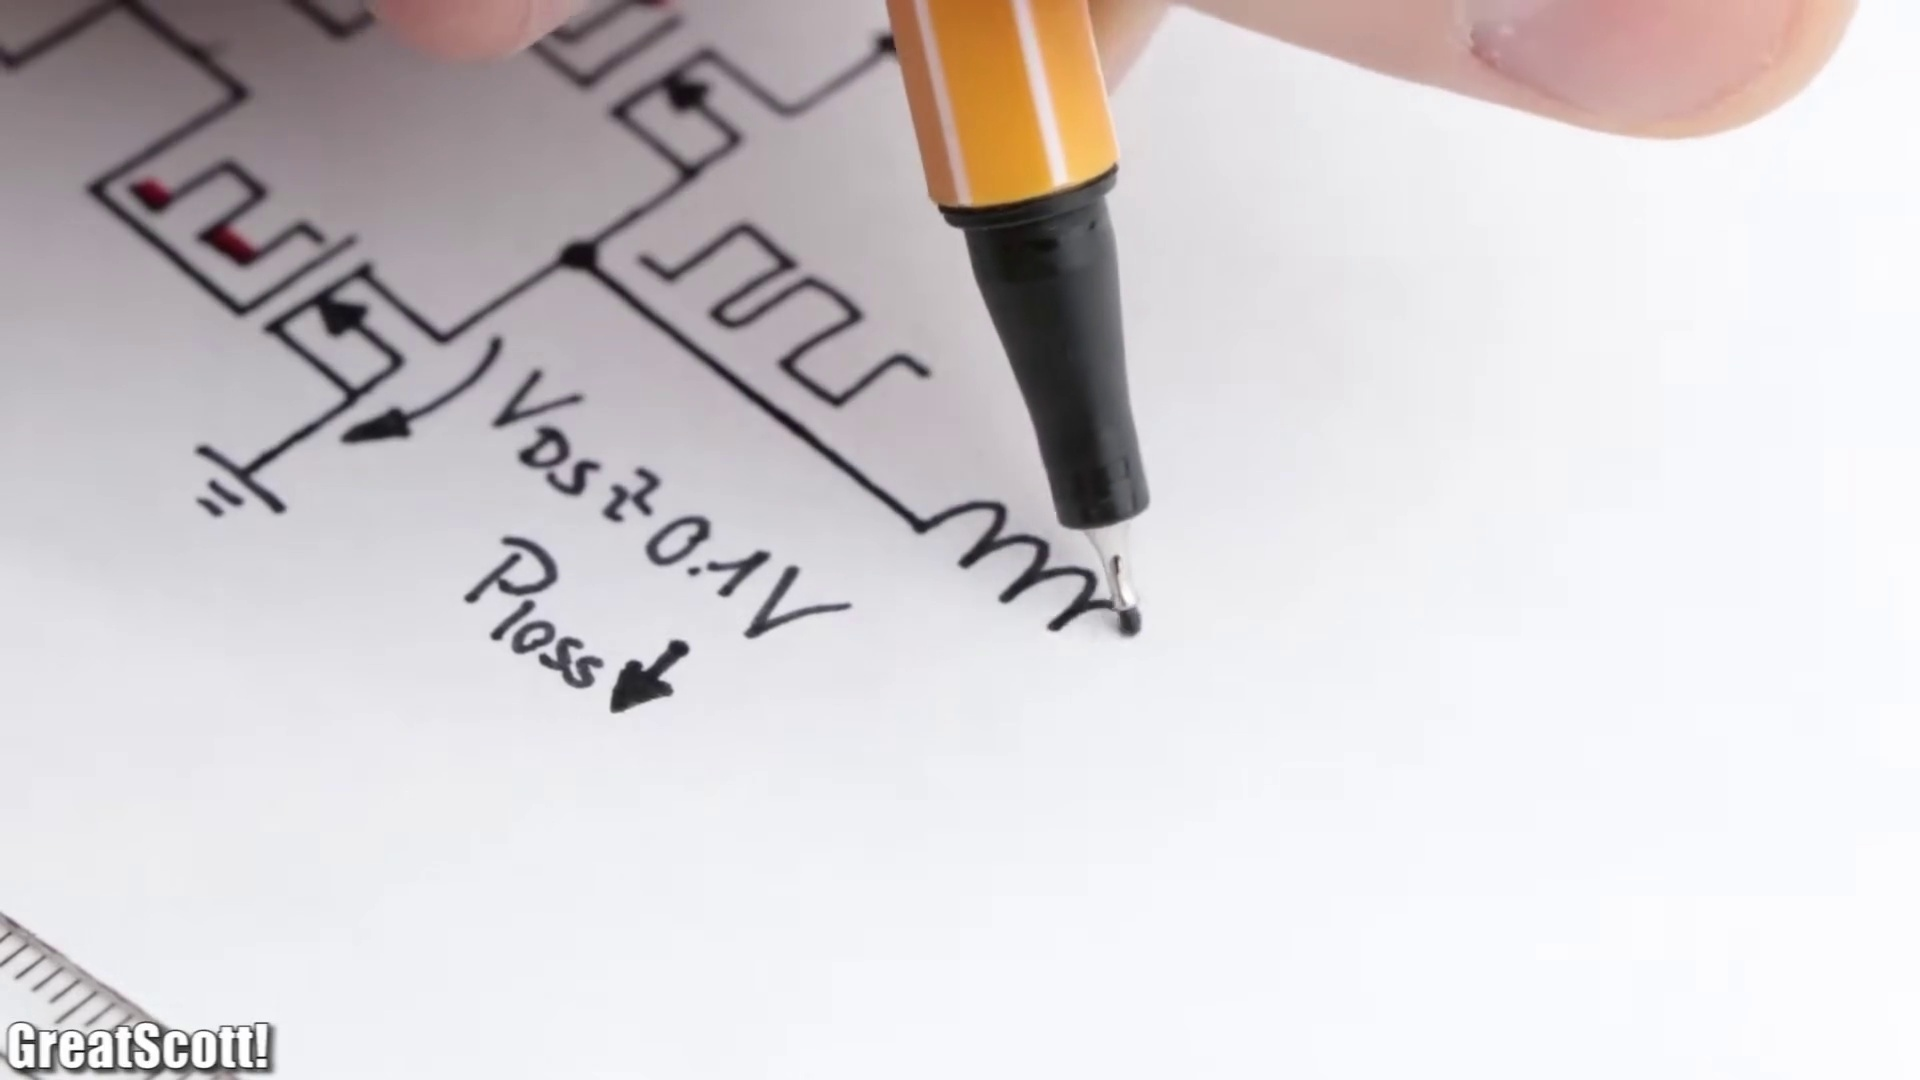 VDS ≈ 0.1V
Ploss ↓
GreatScott!